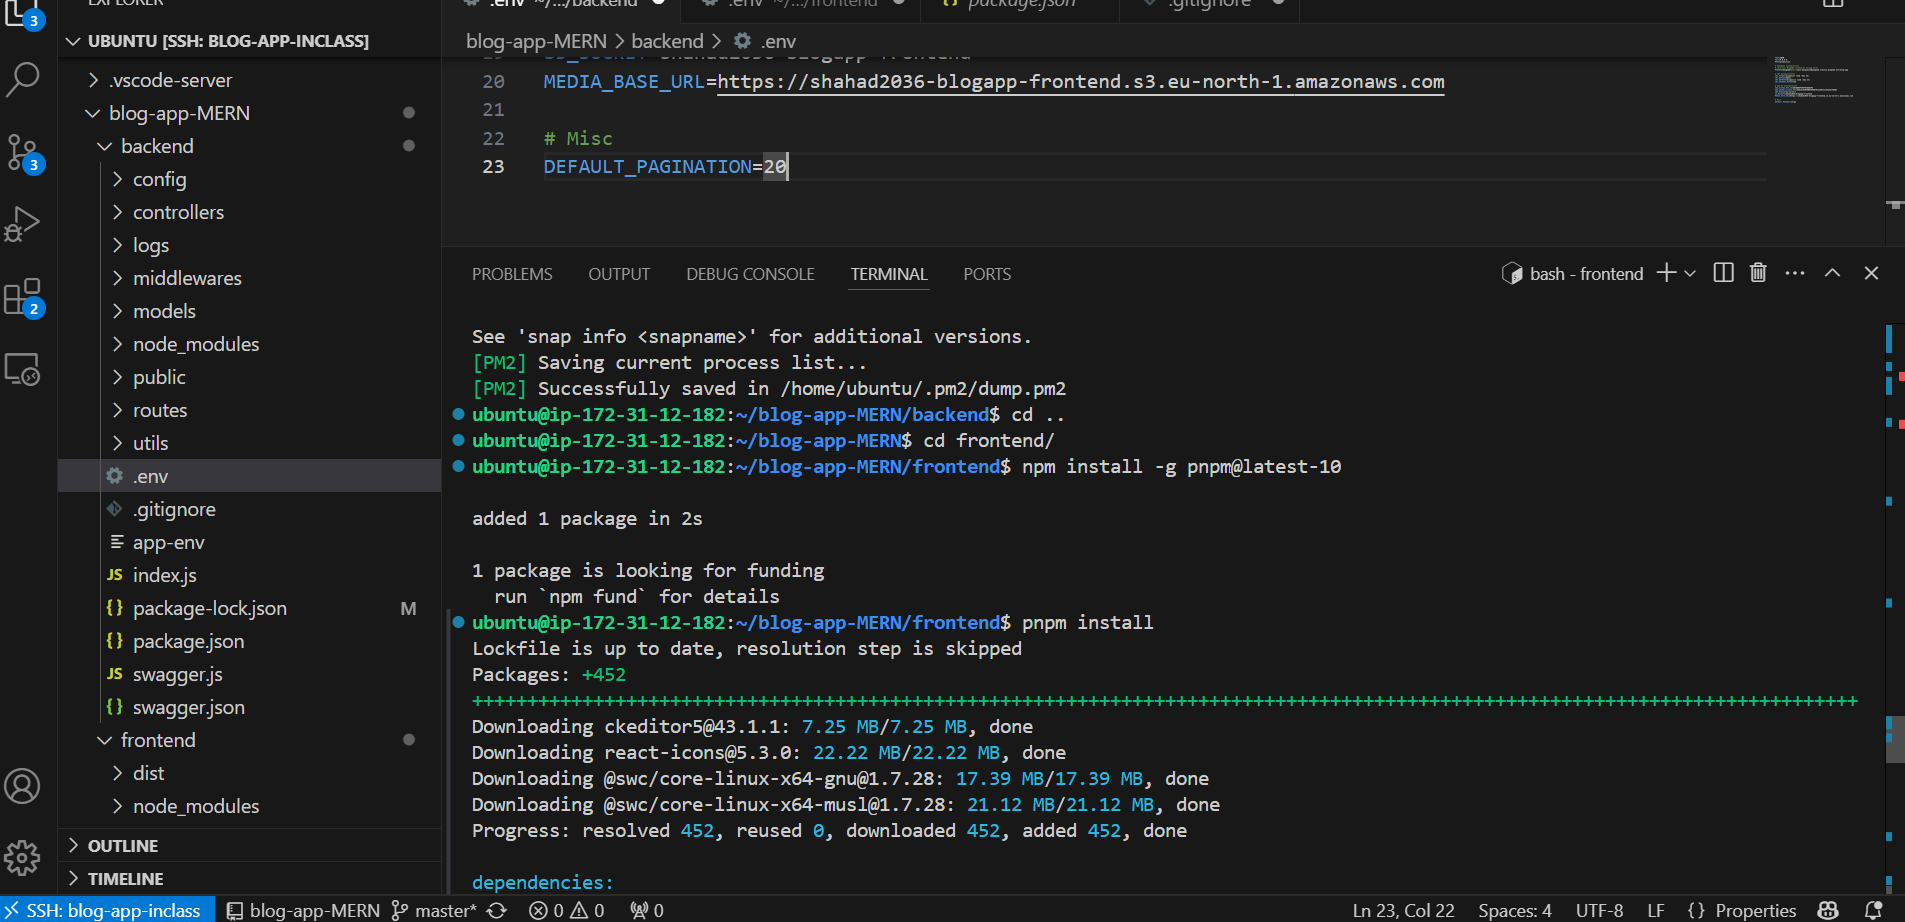 EXPLORER
3
UBUNTU [SSH: BLOG-APP-INCLASS]
.vscode-server
blog-app-MERN
backend
config
controllers
logs
middlewares
models
node_modules
public
routes
utils
.env
.gitignore
app-env
JS index.js
{} package-lock.json M
{} package.json
JS swagger.js
{} swagger.json
frontend
dist
node_modules
OUTLINE
TIMELINE
3
2
.env ~/.../backend
.env ~/.../frontend
{} package.json
.gitignore
blog-app-MERN > backend > .env
20 MEDIA_BASE_URL=https://shahad2036-blogapp-frontend.s3.eu-north-1.amazonaws.com
21
22 # Misc
23 DEFAULT_PAGINATION=20
PROBLEMS OUTPUT DEBUG CONSOLE TERMINAL PORTS
bash - frontend
See 'snap info <snapname>' for additional versions.
[PM2] Saving current process list...
[PM2] Successfully saved in /home/ubuntu/.pm2/dump.pm2
ubuntu@ip-172-31-12-182:~/blog-app-MERN/backend$ cd ..
ubuntu@ip-172-31-12-182:~/blog-app-MERN$ cd frontend/
ubuntu@ip-172-31-12-182:~/blog-app-MERN/frontend$ npm install -g pnpm@latest-10
added 1 package in 2s
1 package is looking for funding
run `npm fund` for details
ubuntu@ip-172-31-12-182:~/blog-app-MERN/frontend$ pnpm install
Lockfile is up to date, resolution step is skipped
Packages: +452
++++++++++++++++++++++++++++++++++++++++++++++++++++++++++++++++++++++++++++++++++++++++++++++++++++++++++++++++++++++++++++++
Downloading ckeditor5@43.1.1: 7.25 MB/7.25 MB, done
Downloading react-icons@5.3.0: 22.22 MB/22.22 MB, done
Downloading @swc/core-linux-x64-gnu@1.7.28: 17.39 MB/17.39 MB, done
Downloading @swc/core-linux-x64-musl@1.7.28: 21.12 MB/21.12 MB, done
Progress: resolved 452, reused 0, downloaded 452, added 452, done
dependencies:
SSH: blog-app-inclass blog-app-MERN master* 0 0 0 Ln 23, Col 22 Spaces: 4 UTF-8 LF {} Properties